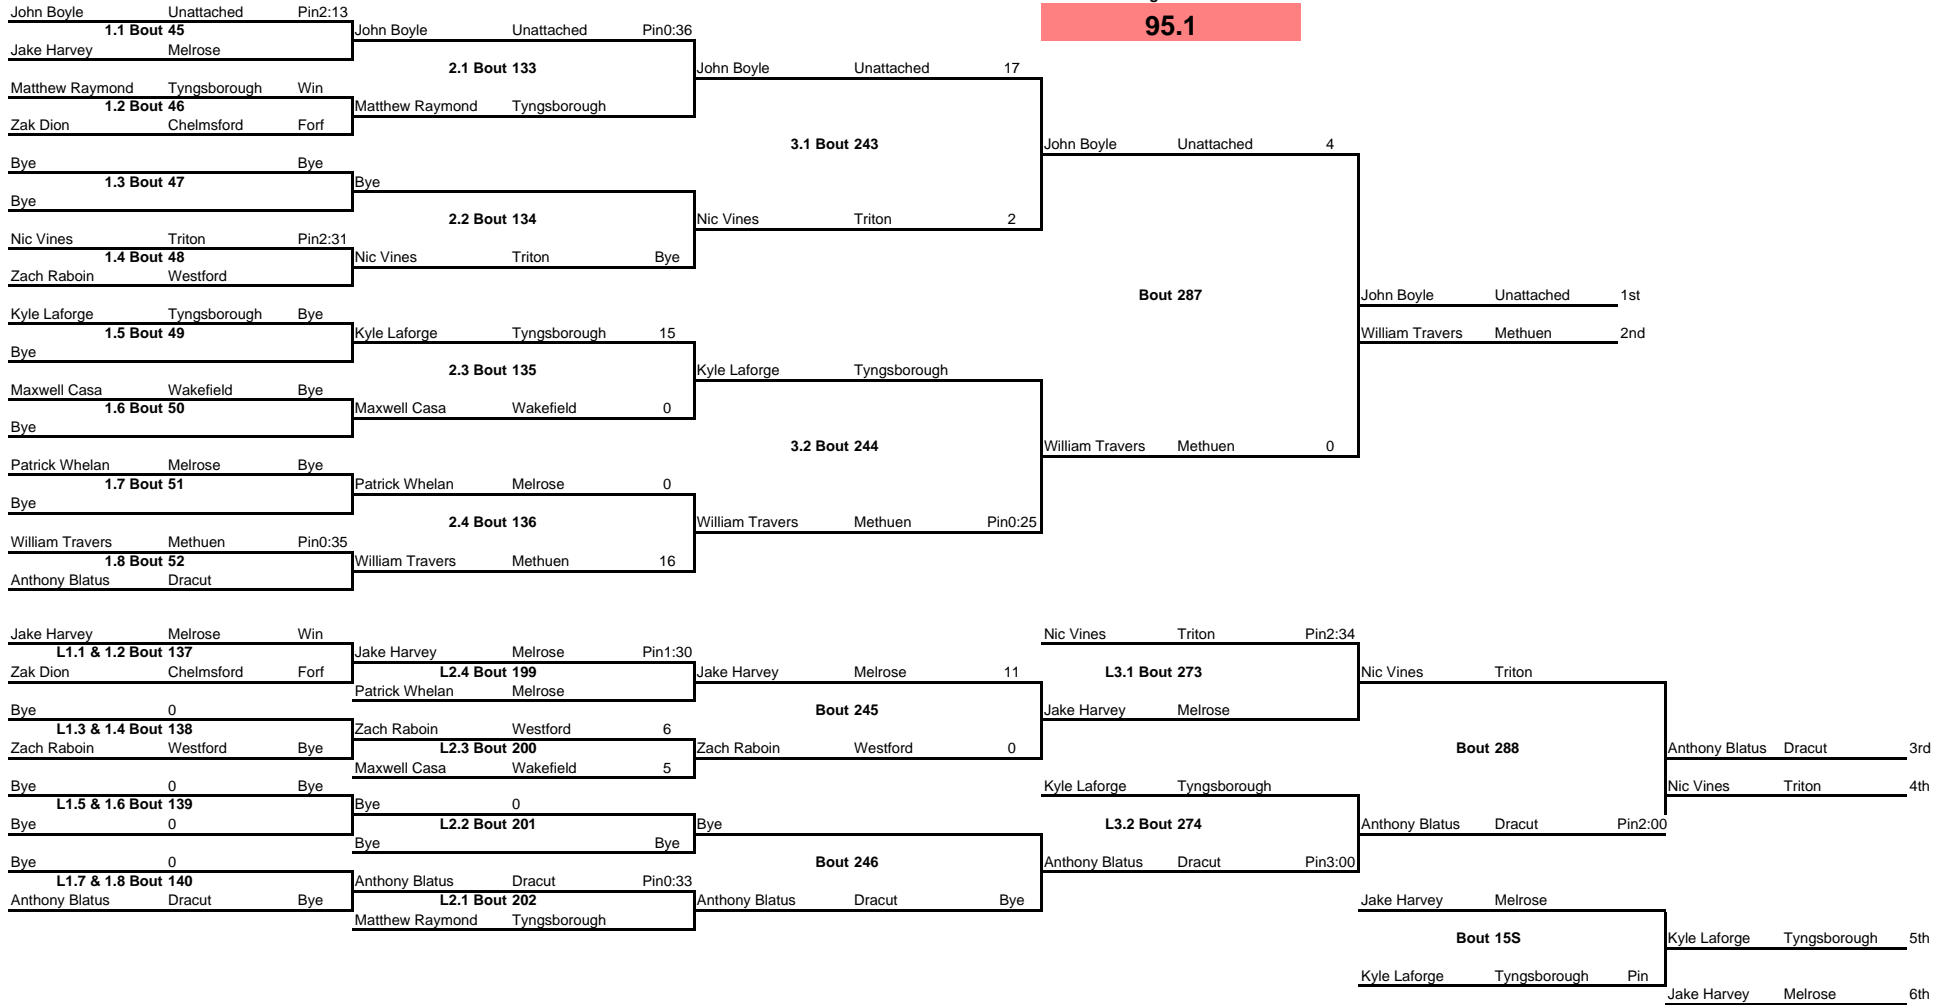 95.1
John Boyle Unattached Pin2:13
1.1 Bout 45
Jake Harvey Melrose
Matthew Raymond Tyngsborough Win
1.2 Bout 46
Zak Dion Chelmsford Forf
Bye Bye
1.3 Bout 47
Bye
Nic Vines Triton Pin2:31
1.4 Bout 48
Zach Raboin Westford
Kyle Laforge Tyngsborough Bye
1.5 Bout 49
Bye
Maxwell Casa Wakefield Bye
1.6 Bout 50
Bye
Patrick Whelan Melrose Bye
1.7 Bout 51
Bye
William Travers Methuen Pin0:35
1.8 Bout 52
Anthony Blatus Dracut
John Boyle Unattached Pin0:36
2.1 Bout 133
Matthew Raymond Tyngsborough
Bye
2.2 Bout 134
Nic Vines Triton Bye
Kyle Laforge Tyngsborough 15
2.3 Bout 135
Maxwell Casa Wakefield 0
Patrick Whelan Melrose 0
2.4 Bout 136
William Travers Methuen 16
John Boyle Unattached 17
3.1 Bout 243
Nic Vines Triton 2
Kyle Laforge Tyngsborough
3.2 Bout 244
William Travers Methuen Pin0:25
John Boyle Unattached 4
Bout 287
William Travers Methuen 0
John Boyle Unattached 1st
William Travers Methuen 2nd
Jake Harvey Melrose Win
L1.1 & 1.2 Bout 137
Zak Dion Chelmsford Forf
Bye 0
L1.3 & 1.4 Bout 138
Zach Raboin Westford Bye
Bye 0 Bye
L1.5 & 1.6 Bout 139
Bye 0
Bye 0
L1.7 & 1.8 Bout 140
Anthony Blatus Dracut Bye
Jake Harvey Melrose Pin1:30
L2.4 Bout 199
Patrick Whelan Melrose
Zach Raboin Westford 6
L2.3 Bout 200
Maxwell Casa Wakefield 5
Bye 0
L2.2 Bout 201
Bye Bye
Anthony Blatus Dracut Pin0:33
L2.1 Bout 202
Matthew Raymond Tyngsborough
Jake Harvey Melrose 11
Bout 245
Zach Raboin Westford 0
Bye
Bout 246
Anthony Blatus Dracut Bye
Nic Vines Triton Pin2:34
L3.1 Bout 273
Jake Harvey Melrose
Kyle Laforge Tyngsborough
L3.2 Bout 274
Anthony Blatus Dracut Pin3:00
Nic Vines Triton
Bout 288
Anthony Blatus Dracut Pin2:00
Anthony Blatus Dracut 3rd
Nic Vines Triton 4th
Jake Harvey Melrose
Bout 15S
Kyle Laforge Tyngsborough Pin
Kyle Laforge Tyngsborough 5th
Jake Harvey Melrose 6th